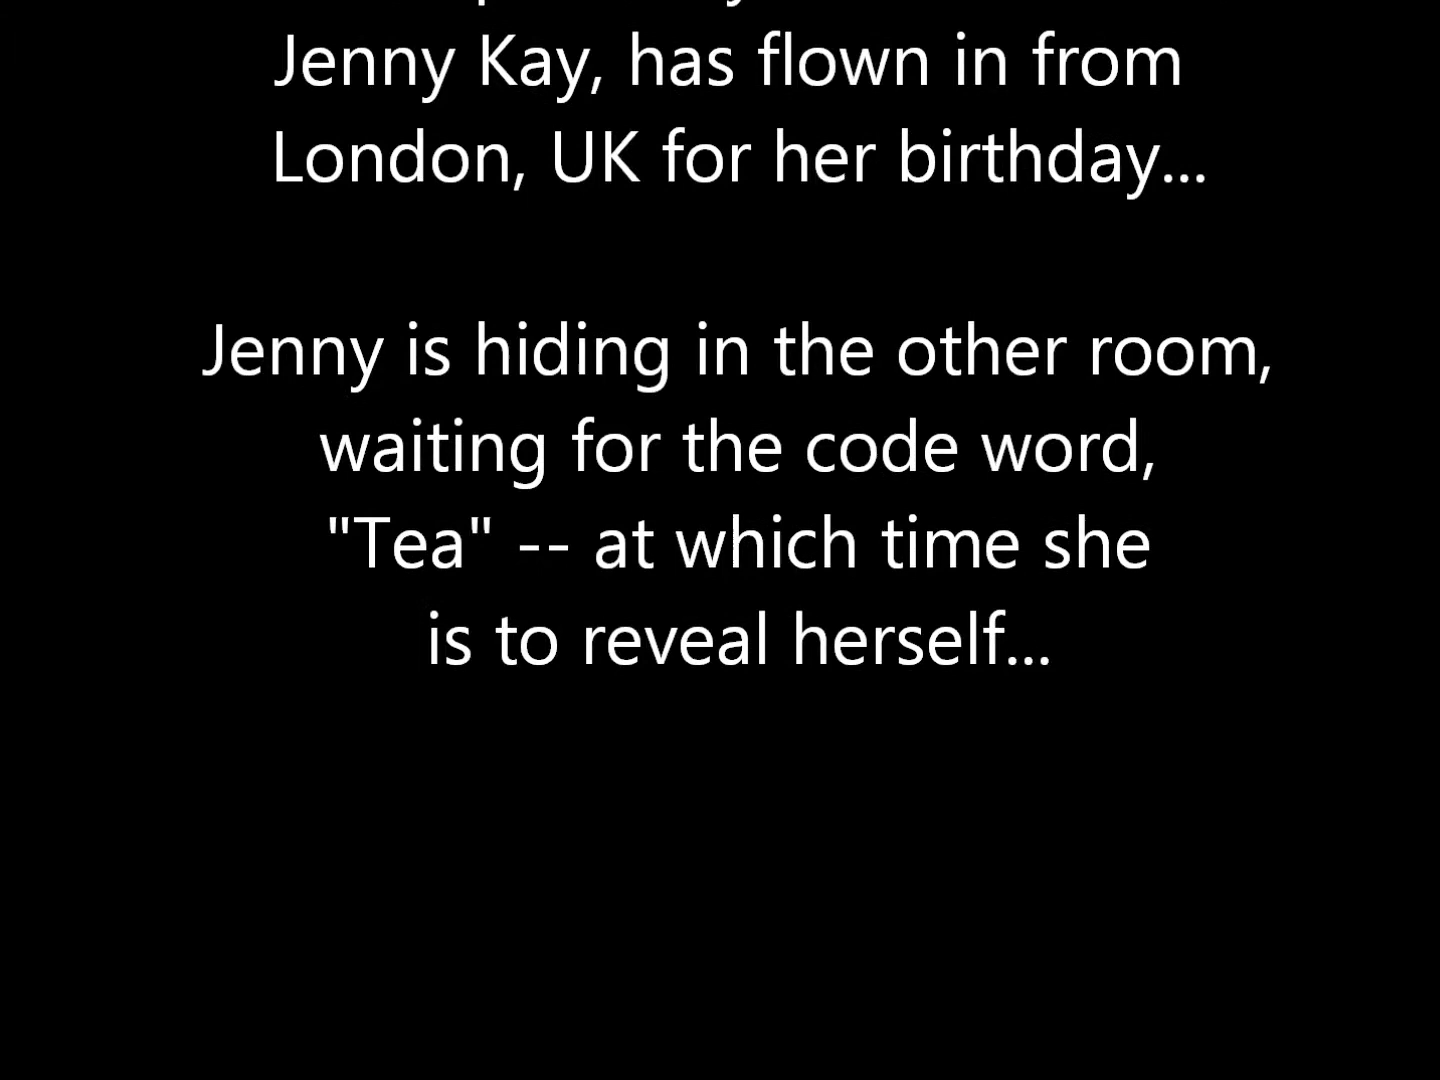 Jenny Kay, has flown in from
London, UK for her birthday...
Jenny is hiding in the other room,
waiting for the code word,
"Tea" -- at which time she
is to reveal herself...